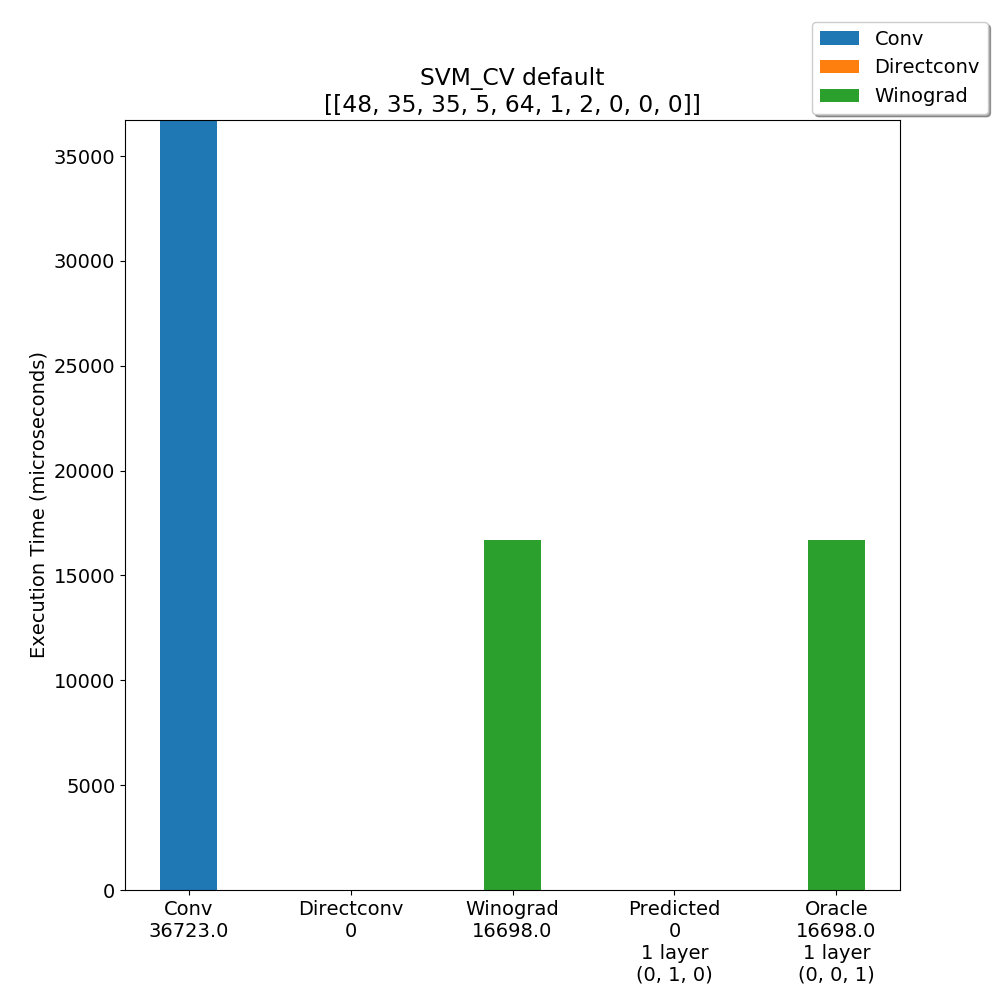 Conv
Directconv
Winograd
SVM_CV default
[[48, 35, 35, 5, 64, 1, 2, 0, 0, 0]]
Execution Time (microseconds)
35000
30000
25000
20000
15000
10000
5000
0
Conv
36723.0
Directconv
0
Winograd
16698.0
Predicted
0
1 layer
(0, 1, 0)
Oracle
16698.0
1 layer
(0, 0, 1)